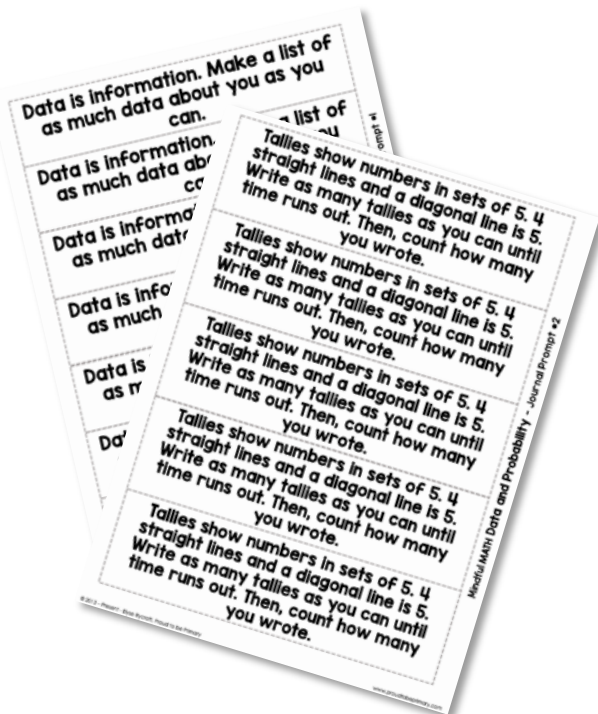 Data is information. Make a list of
as much data about you as you
can.
Data is information.
list of
as much data
Data is
as much data
Data is
as much
Data is
as
Tallies show numbers in sets of 5. 4
straight lines and a diagonal line is 5.
Write as many tallies as you can until
time runs out. Then, count how many
you wrote.
Tallies show numbers in sets of 5. 4
straight lines and a diagonal line is 5.
Write as many tallies as you can until
time runs out. Then, count how many
you wrote.
Tallies show numbers in sets of 5. 4
straight lines and a diagonal line is 5.
Write as many tallies as you can until
time runs out. Then, count how many
you wrote.
Tallies show numbers in sets of 5. 4
straight lines and a diagonal line is 5.
Write as many tallies as you can until
time runs out. Then, count how many
you wrote.
Tallies show numbers in sets of 5. 4
straight lines and a diagonal line is 5.
Write as many tallies as you can until
time runs out. Then, count how many
you wrote.
Mindful MATH Data and Probability - Journal Prompt #2
www.proudtobeprimary.com